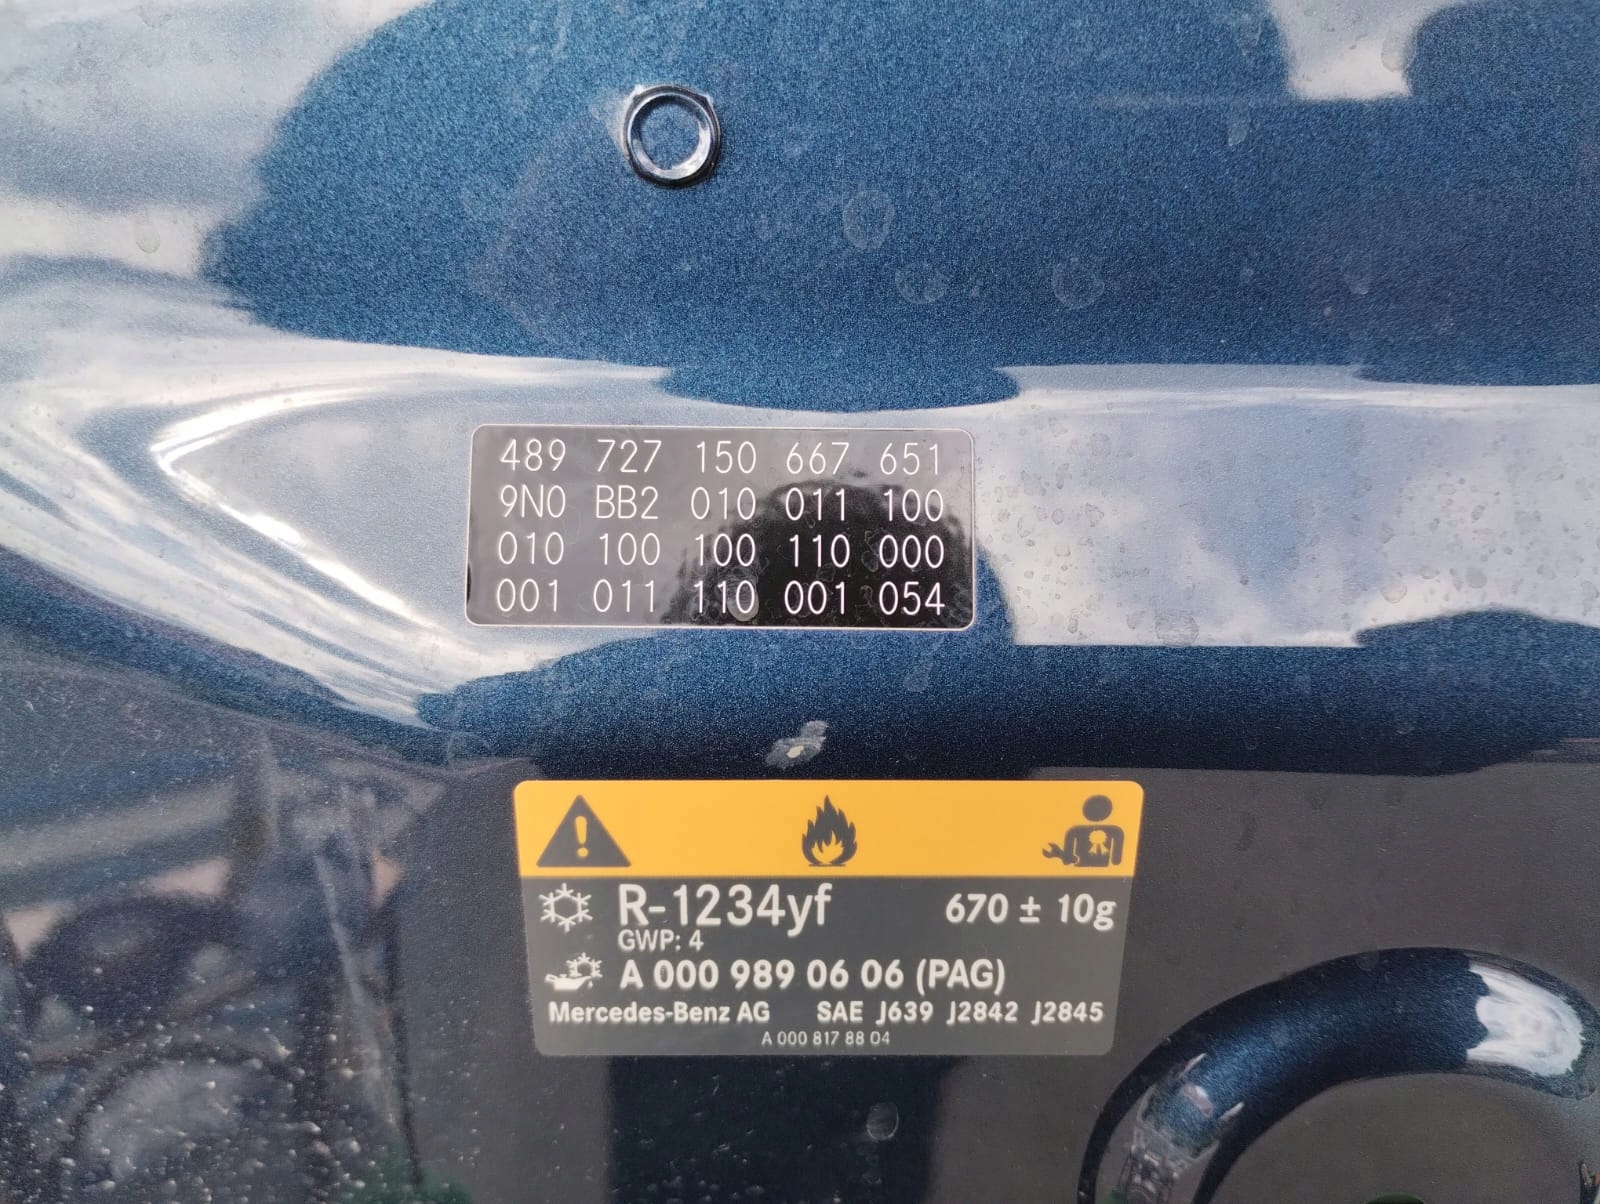 489 727 150 667 651
9N0 BB2 010 011 100
010 100 100 110 000
001 011 110 001 054
R-1234yf 670 ± 10g
GWP: 4
A 000 989 06 06 (PAG)
Mercedes-Benz AG SAE J639 J2842 J2845
A 000 817 88 04